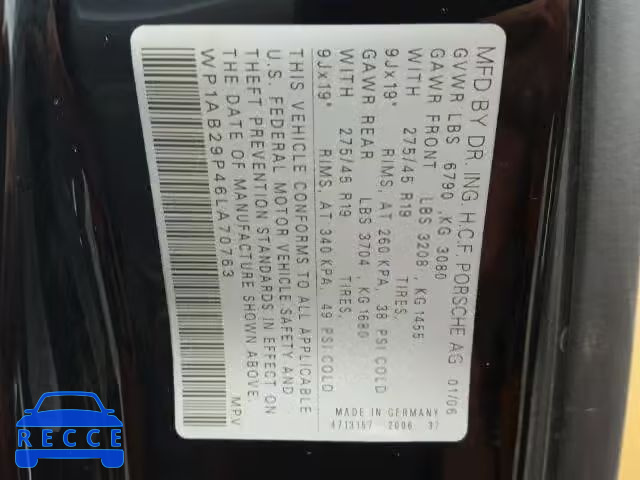 MFD BY DR. ING. H.C.F. PORSCHE AG 01/06
GVWR LBS 6790, KG 3080
GAWR FRONT LBS 3208, KG 1455
WITH 275/45 R19 TIRES,
9Jx19" RIMS, AT 260 KPA, 38 PSI COLD
GAWR REAR LBS 3704, KG 1680
WITH 275/45 R19 TIRES,
9Jx19" RIMS, AT 340 KPA, 49 PSI COLD
THIS VEHICLE CONFORMS TO ALL APPLICABLE
U.S. FEDERAL MOTOR VEHICLE SAFETY AND
THEFT PREVENTION STANDARDS IN EFFECT ON
THE DATE OF MANUFACTURE SHOWN ABOVE.
WP1AB29P46LA70763 MPV
MADE IN GERMANY
4713157 2006 37
RECCE